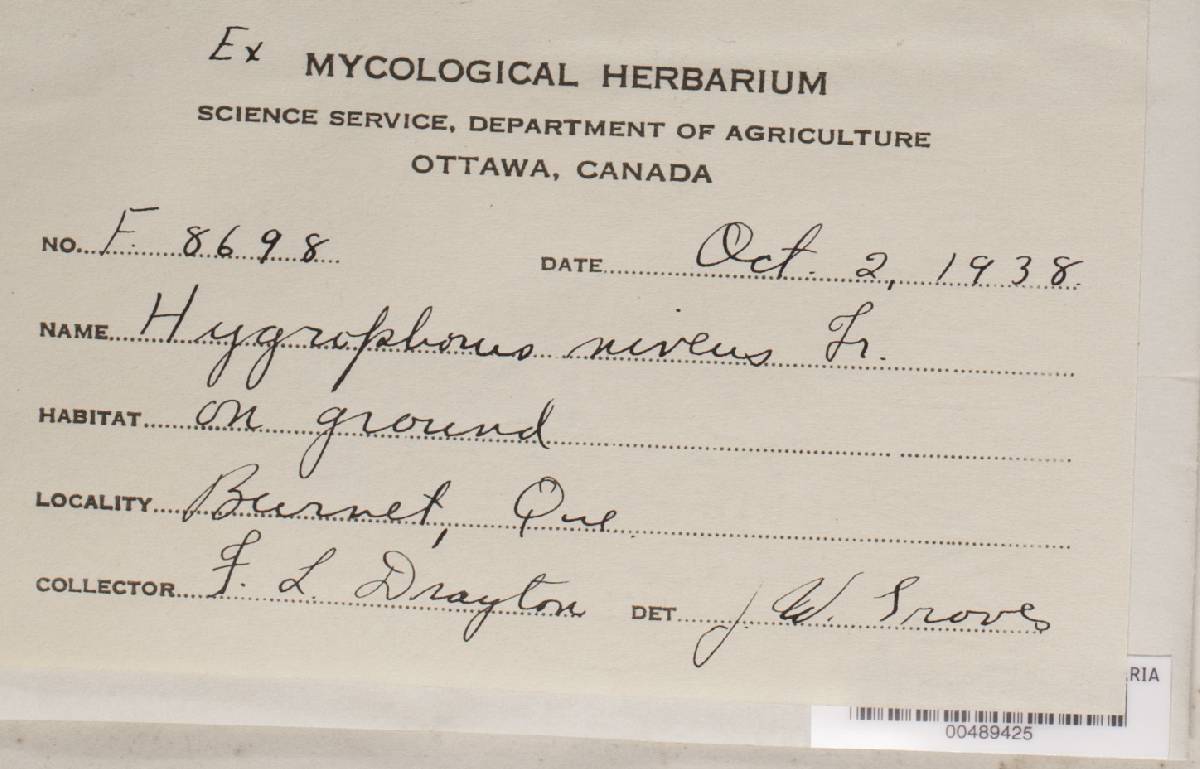 Ex MYCOLOGICAL HERBARIUM
SCIENCE SERVICE, DEPARTMENT OF AGRICULTURE
OTTAWA, CANADA
NO. F. 8698 DATE Oct. 2, 1938
NAME Hygrophorus niveus Fr.
HABITAT on ground
LOCALITY Burnet, Que
COLLECTOR F. L. Drayton DET. J. W. Groves
RIA
00489425